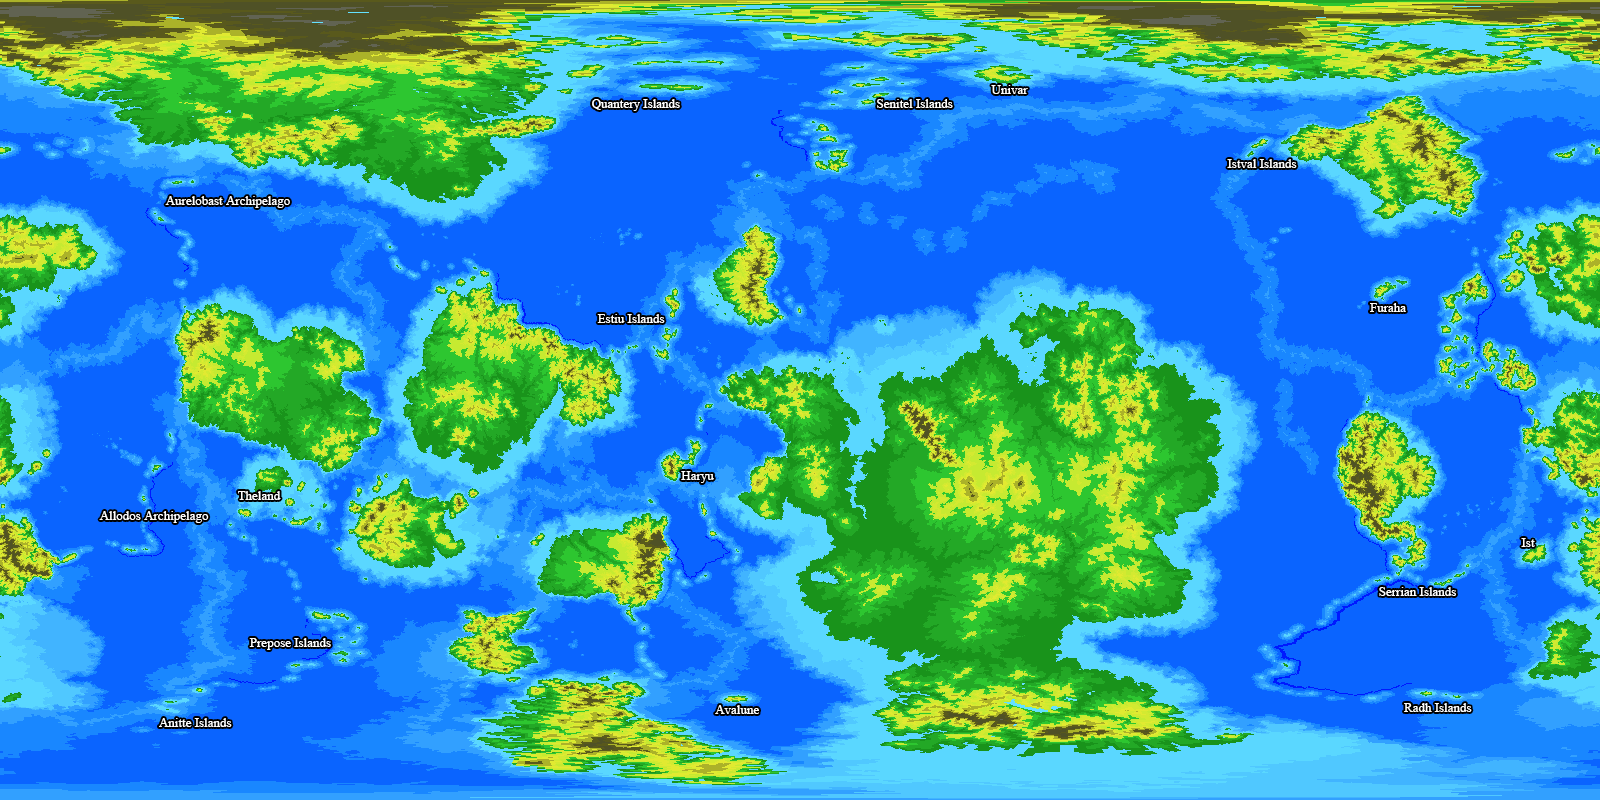 Univar
Quantery Islands
Senitel Islands
Istval Islands
Aurelobast Archipelago
Furaha
Estiu Islands
Haryu
Theland
Allodos Archipelago
Ist
Serrian Islands
Prepose Islands
Radh Islands
Avalune
Anitte Islands